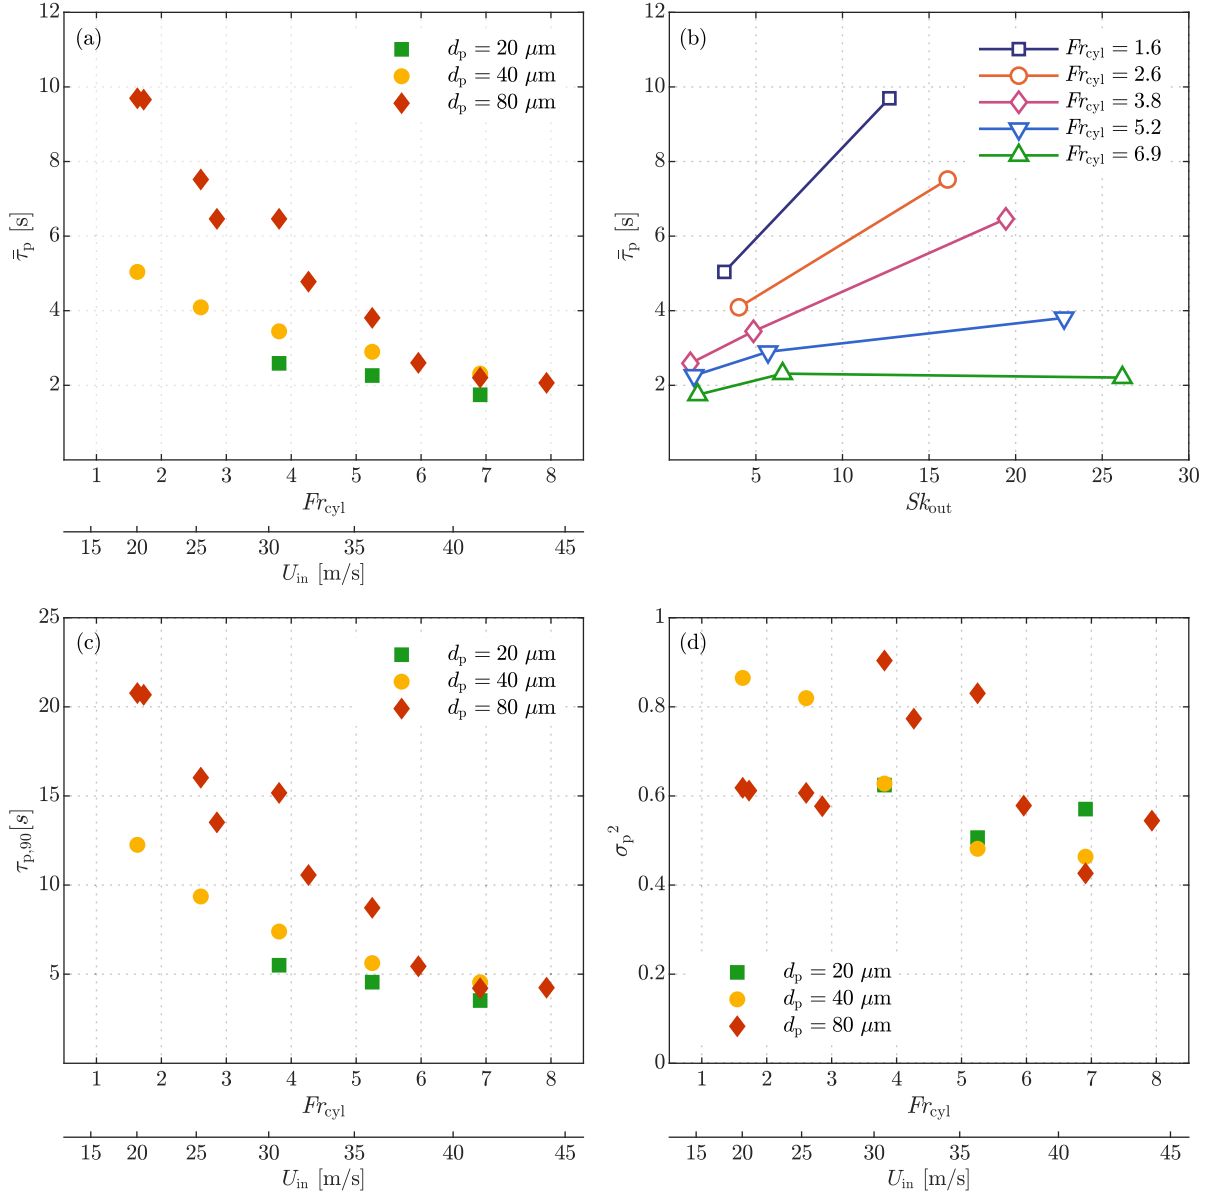 (a)
d_p = 20 μm
d_p = 40 μm
d_p = 80 μm
12
10
8
6
4
2
τ̄̄_p [s]
1 2 3 4 5 6 7 8
Fr_cyl
15 20 25 30 35 40 45
U_in [m/s]
(b)
Fr_cyl = 1.6
Fr_cyl = 2.6
Fr_cyl = 3.8
Fr_cyl = 5.2
Fr_cyl = 6.9
12
10
8
6
4
2
τ̄̄_p [s]
5 10 15 20 25 30
Sk_out
(c)
d_p = 20 μm
d_p = 40 μm
d_p = 80 μm
25
20
15
10
5
τ_p,90 [s]
1 2 3 4 5 6 7 8
Fr_cyl
15 20 25 30 35 40 45
U_in [m/s]
(d)
1
0.8
0.6
0.4
0.2
0
σ_p^2
d_p = 20 μm
d_p = 40 μm
d_p = 80 μm
1 2 3 4 5 6 7 8
Fr_cyl
15 20 25 30 35 40 45
U_in [m/s]